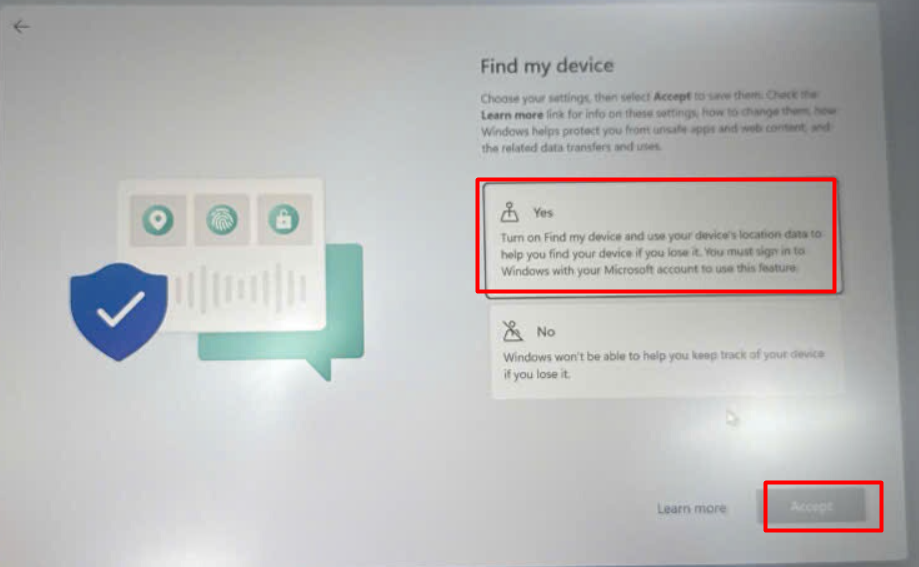 Find my device
Choose your settings, then select Accept to save them. Check the
Learn more link for info on these settings, how to change them, how
Windows helps protect you from unsafe apps and web content, and
the related data transfers and uses.
Yes
Turn on Find my device and use your device's location data to
help you find your device if you lose it. You must sign in to
Windows with your Microsoft account to use this feature.
No
Windows won't be able to help you keep track of your device
if you lose it.
Learn more
Accept